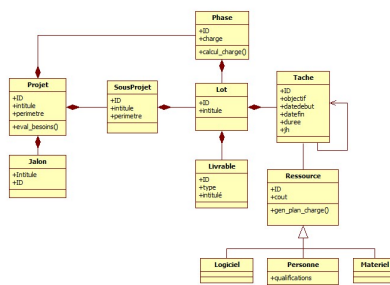 Phase
+ID
+charge
+calcul_charge()
Projet
+ID
+intitule
+perimetre
+eval_besoins()
SousProjet
+ID
+intitule
+perimetre
Lot
+ID
+intitule
Tache
+ID
+objectif
+datedebut
+datefin
+duree
+jh
Jalon
+Intitule
+ID
Livrable
+ID
+type
+intitulé
Ressource
+ID
+cout
+gen_plan_charge()
Logiciel
Personne
+qualifications
Materiel